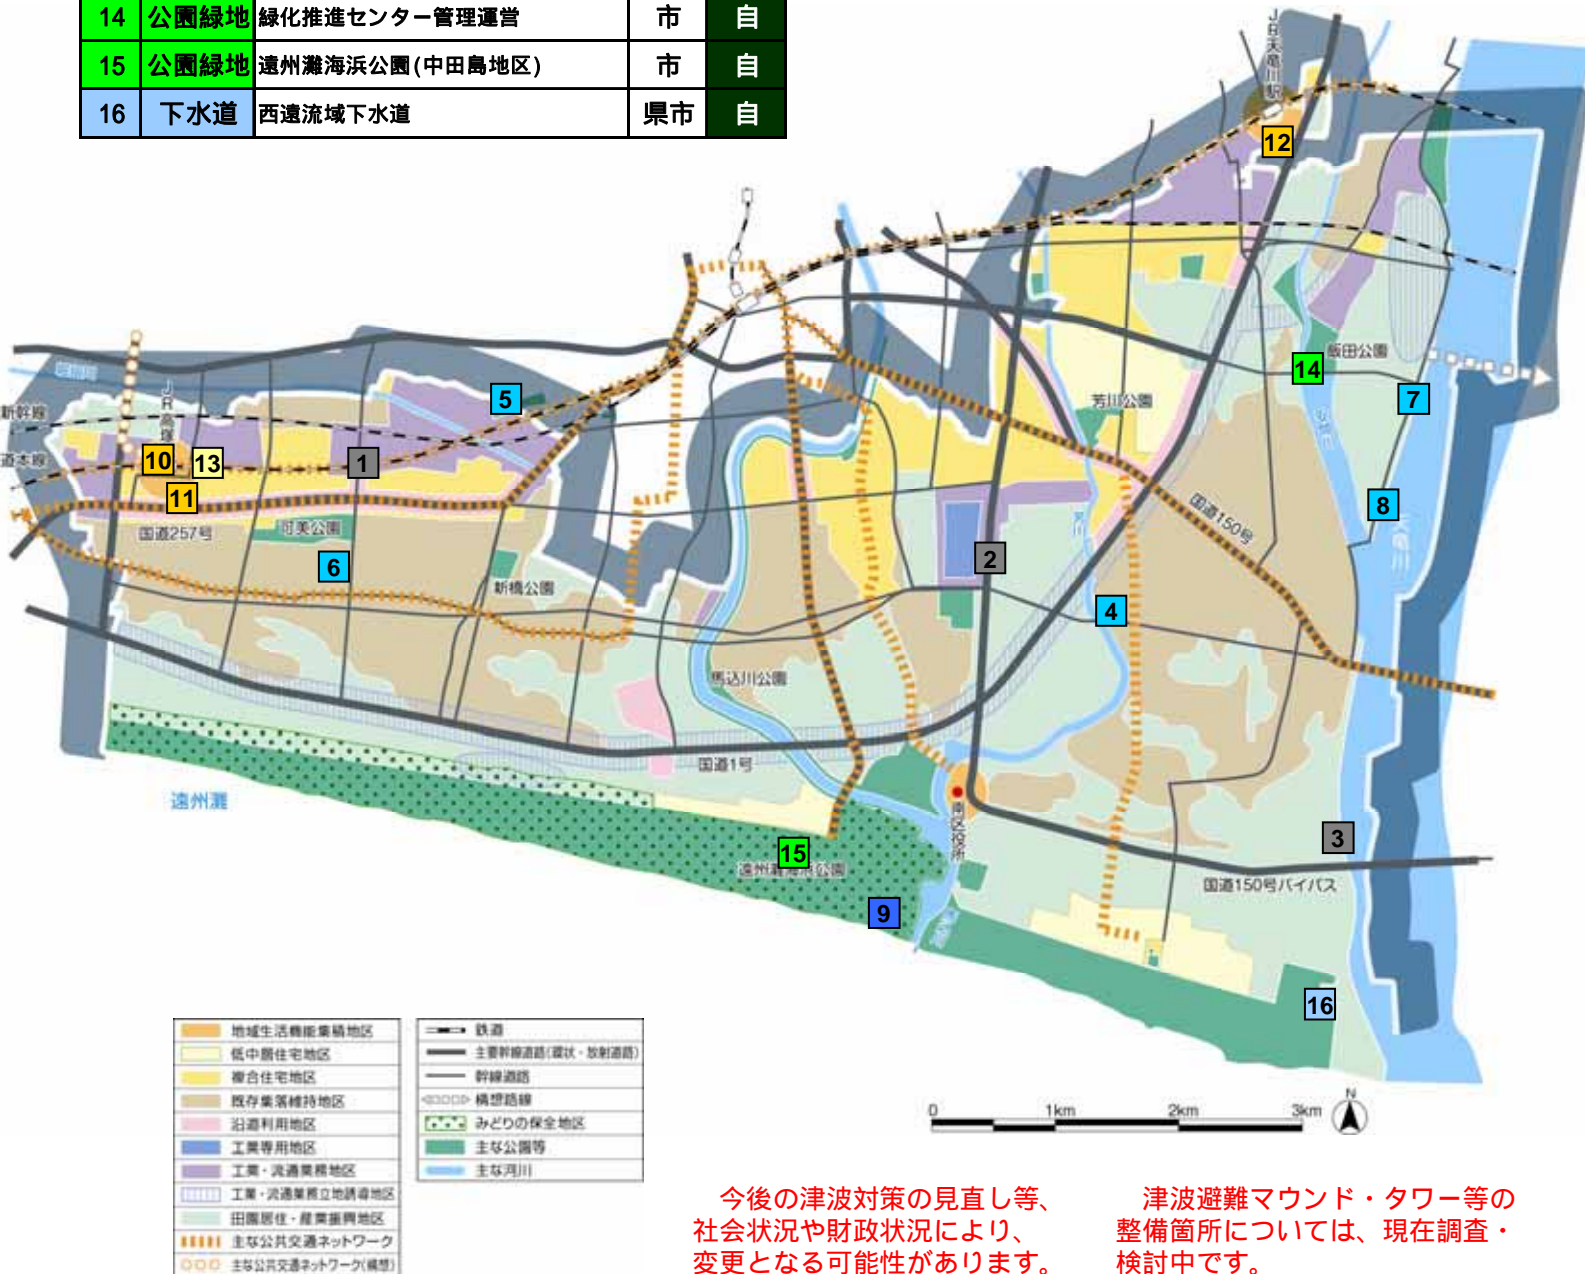 14 公園緑地 緑化推進センター管理運営 市 自
15 公園緑地 遠州灘海浜公園(中田島地区) 市 自
16 下水道 西遠流域下水道 県市 自
JR天竜川駅
12
飯田公園
14
7
芳川公園
5
新幹線
JR高塚
道本線
10
13
1
11
国道257号
可美公園
6
新橋公園
2
国道150号
8
芳川
4
馬込川公園
国道1号
遠州灘
南区役所
15
遠州灘海浜公園
9
3
国道150号バイパス
16
地域生活機能集積地区
低中層住宅地区
複合住宅地区
既存集落維持地区
沿道利用地区
工業専用地区
工業・流通業務地区
工業・流通業務立地誘導地区
田園居住・産業振興地区
主な公共交通ネットワーク
主な公共交通ネットワーク(構想)
鉄道
主要幹線道路(環状・放射道路)
幹線道路
構想路線
みどりの保全地区
主な公園等
主な河川
0 1km 2km 3km
N
今後の津波対策の見直し等、
社会状況や財政状況により、
変更となる可能性があります。
津波避難マウンド・タワー等の
整備箇所については、現在調査・
検討中です。